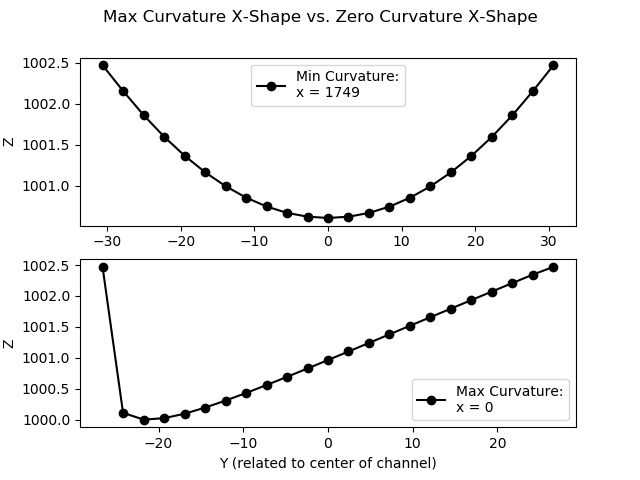 Max Curvature X-Shape vs. Zero Curvature X-Shape
1002.5
1002.0
1001.5
1001.0
Z
Min Curvature:
x = 1749
−30
−20
−10
0
10
20
30
1002.5
1002.0
1001.5
1001.0
1000.5
1000.0
Z
Max Curvature:
x = 0
−20
−10
0
10
20
Y (related to center of channel)